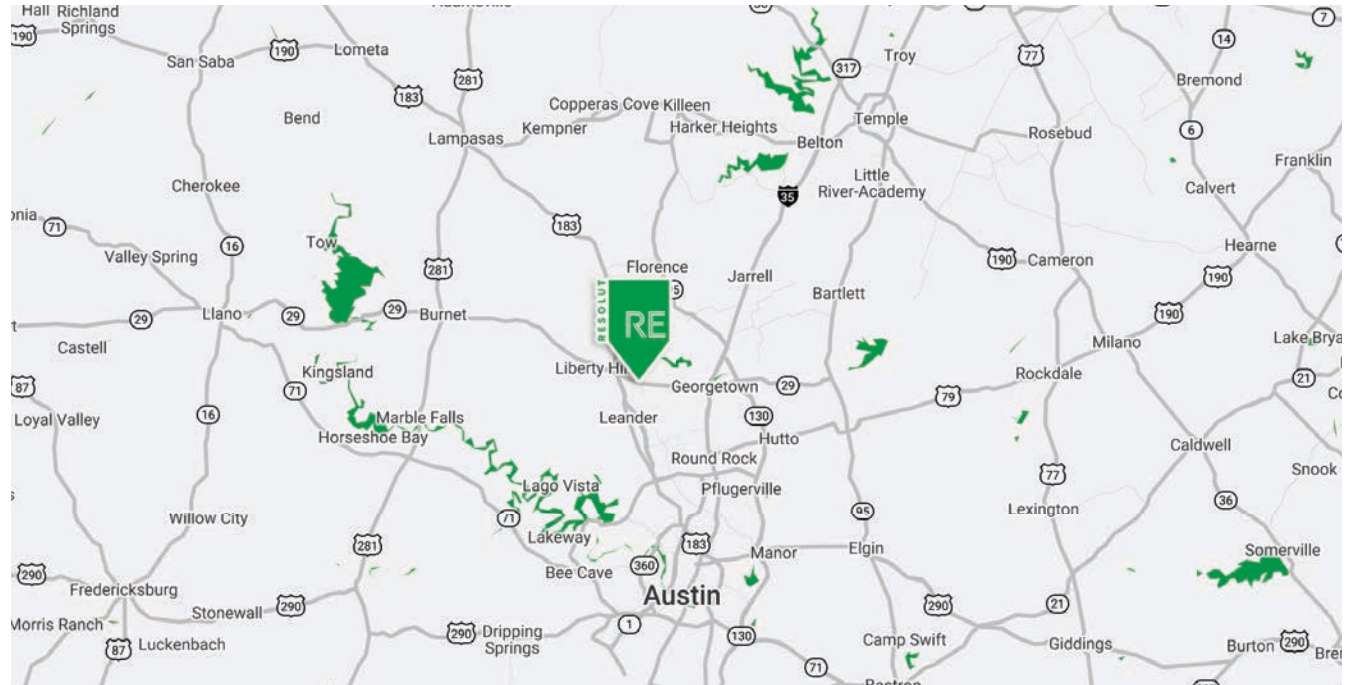 Hall
Richland
Springs
190
San Saba
190
Lometa
281
183
Bend
Lampasas
Kempner
Copperas Cove
Killeen
Harker Heights
317
Troy
Temple
Belton
77
14
7
Bremond
6
Rosebud
Franklin
Cherokee
35
Little
River-Academy
Calvert
71
16
Valley Spring
Tow
183
281
Florence
Jarrell
190
Cameron
190
Hearne
Bartlett
RESOLUT
RE
29
Llano
29
29
Burnet
190
Milano
Castell
Kingsland
71
87
Liberty
Georgetown
29
Rockdale
21
79
Loyal Valley
16
Marble Falls
Horseshoe Bay
Leander
130
Hutto
Caldwell
Round Rock
77
Snook
Lago Vista
Pflugerville
Lexington
36
Willow City
71
Lakeway
95
281
183
Manor
Elgin
Somerville
290
Bee Cave
360
Fredericksburg
Austin
290
Stonewall
290
21
Morris Ranch
87
Luckenbach
290
Dripping
Springs
1
130
Camp Swift
Giddings
Burton
290
71